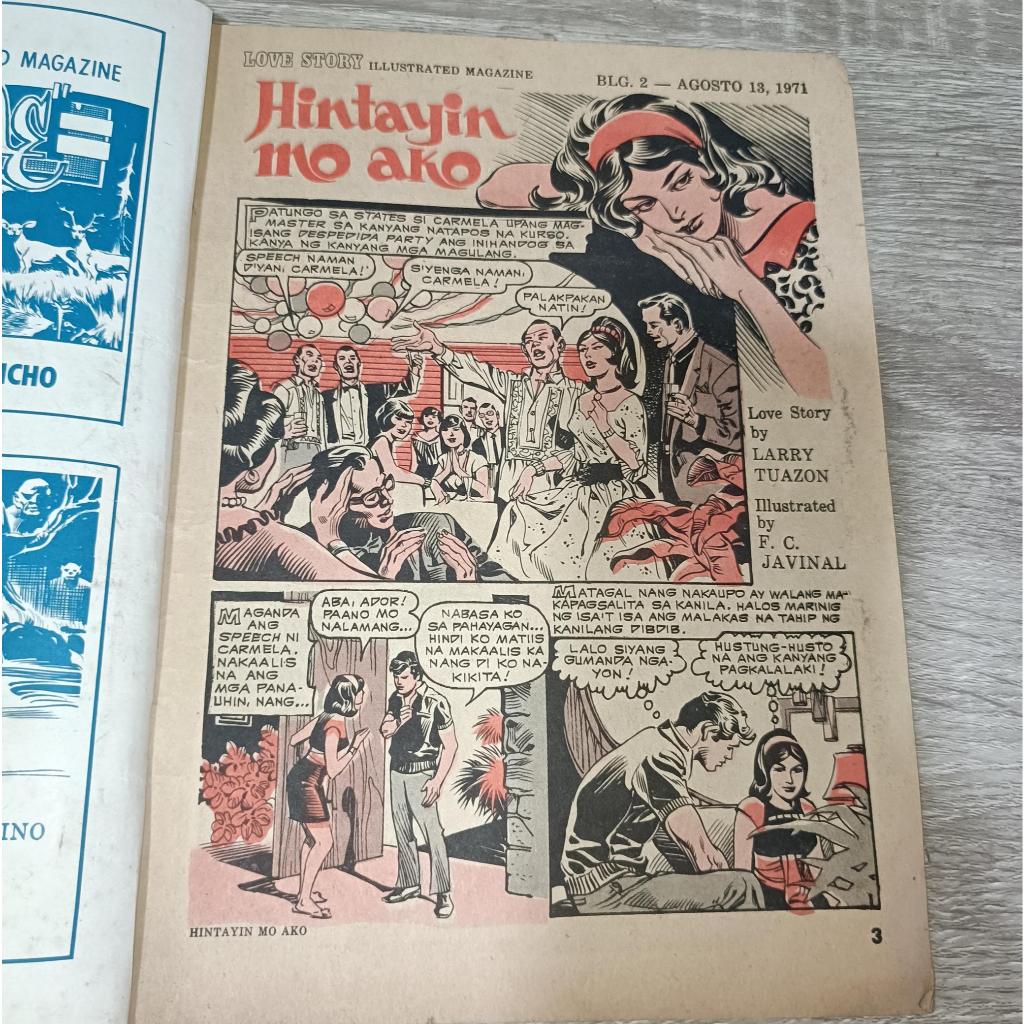 MAGAZINE
CHO
INO
LOVE STORY ILLUSTRATED MAGAZINE
BLG. 2 — AGOSTO 13, 1971
Hintayin
mo ako
PATUNGO SA STATES SI CARMELA UPANG MAG-
MASTER SA KANYANG NATAPOS NA KURSO.
ISANG DESPEDIDA PARTY ANG INIHANDOG SA
KANYA NG KANYANG MGA MAGULANG.
SPEECH NAMAN
D'YAN, CARMELA!
S'YENGA NAMAN,
CARMELA!
PALAKPAKAN
NATIN!
Love Story
by
LARRY
TUAZON
Illustrated
by
F. C.
JAVINAL
MAGANDA
ANG
SPEECH NI
CARMELA.
NAKAALIS
NA ANG
MGA PANA-
UHIN, NANG...
ABA, ADOR!
PAANO MO
NALAMANG...
NABASA KO
SA PAHAYAGAN...
HINDI KO MATIIS
NA MAKAALIS KA
NANG DI KO NA-
KIKITA!
MATAGAL NANG NAKAUPO AY WALANG MA-
KAPAGSALITA SA KANILA. HALOS MARINIG
NG ISA'T ISA ANG MALAKAS NA TAHIP NG
KANILANG DIBDIB.
LALO SIYANG
GUMANDA NGA-
YON!
HUSTUNG-HUSTO
NA ANG KANYANG
PAGKALALAKI!
HINTAYIN MO AKO
3